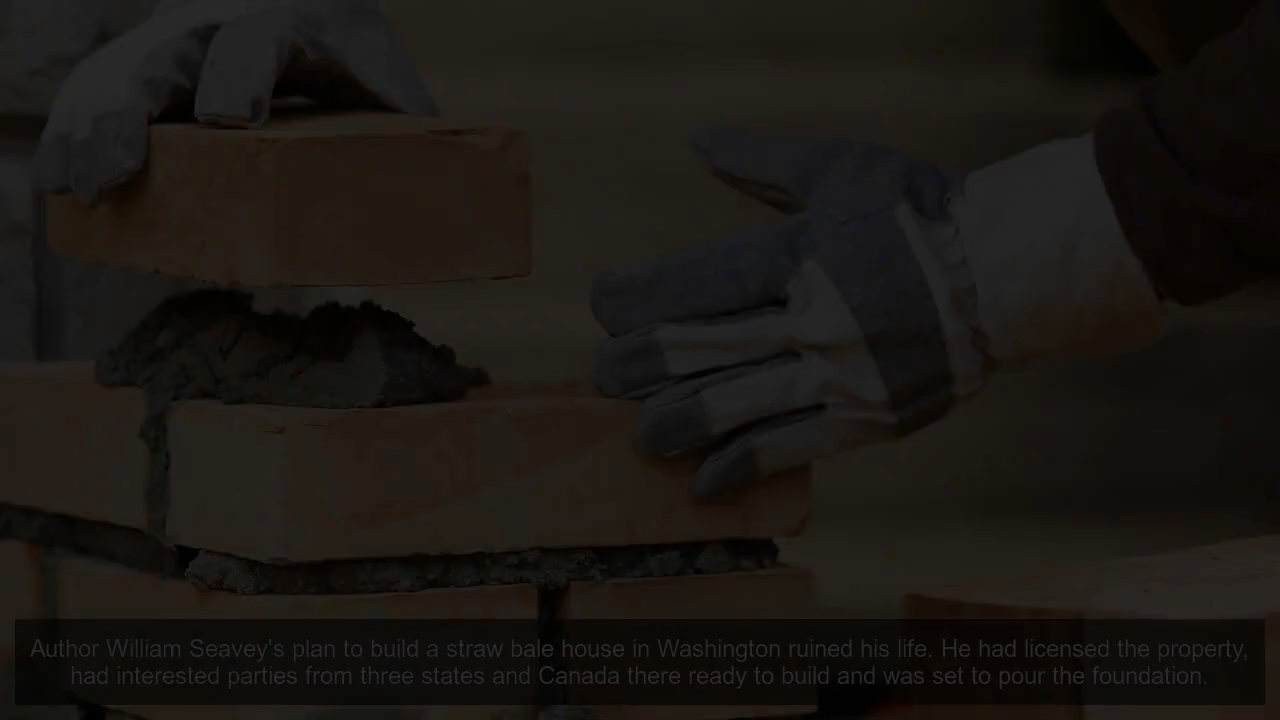 Author William Seavey's plan to build a straw bale house in Washington ruined his life. He had licensed the property,
had interested parties from three states and Canada there ready to build and was set to pour the foundation.